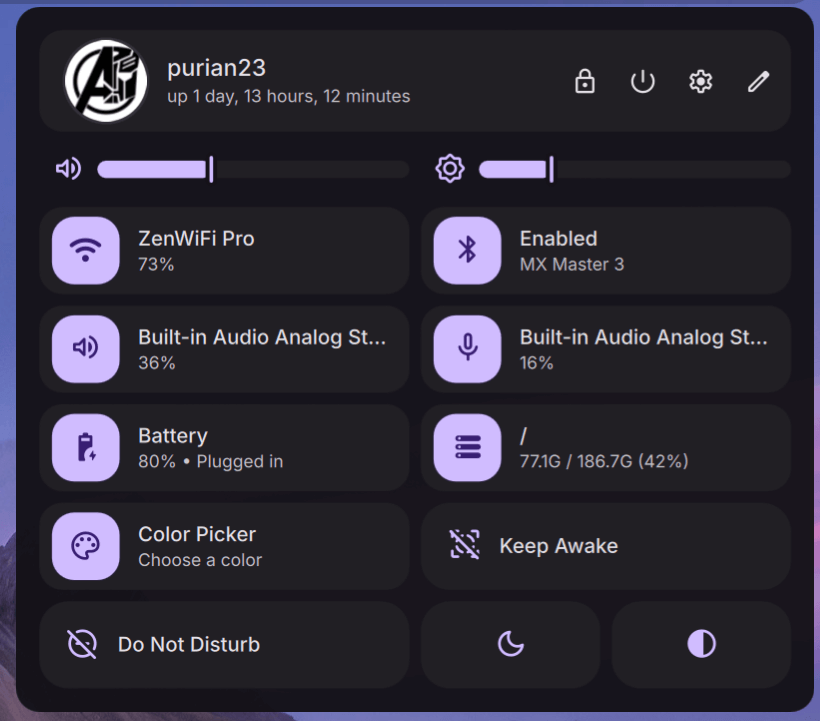 purian23
up 1 day, 13 hours, 12 minutes
ZenWiFi Pro
73%
Enabled
MX Master 3
Built-in Audio Analog St...
36%
Built-in Audio Analog St...
16%
Battery
80% • Plugged in
/
77.1G / 186.7G (42%)
Color Picker
Choose a color
Keep Awake
Do Not Disturb